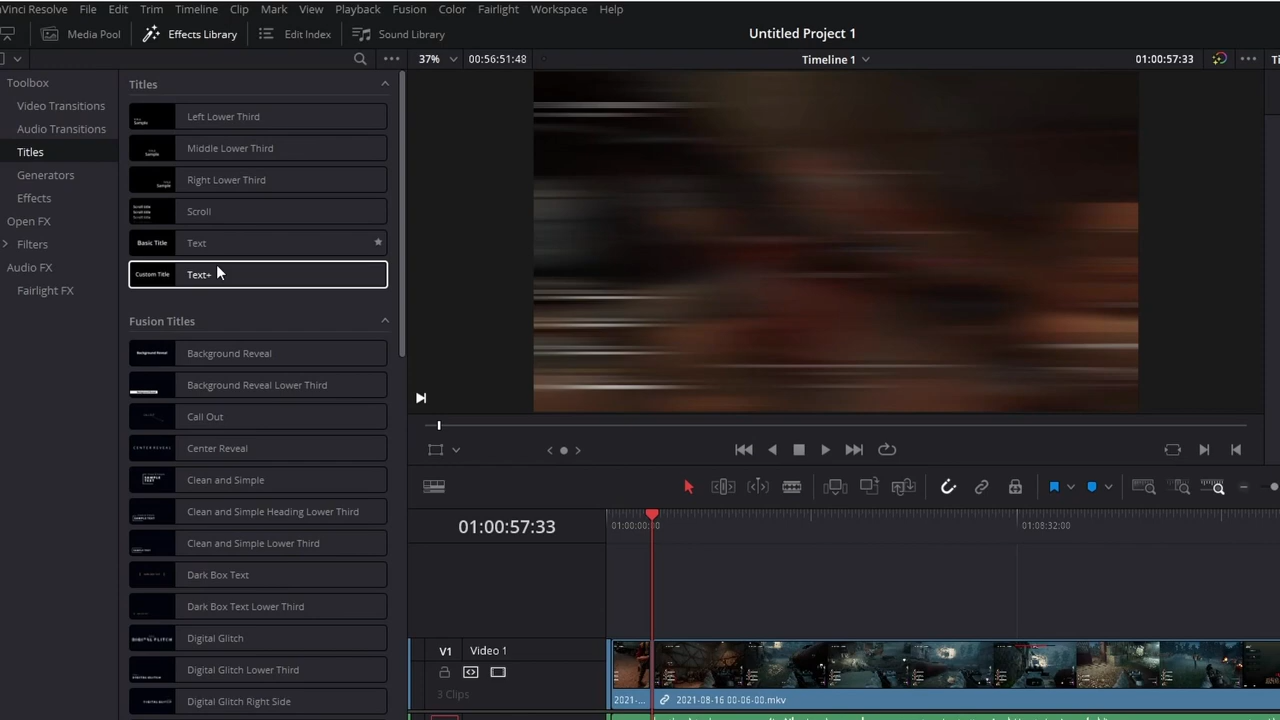 Vinci Resolve File Edit Trim Timeline Clip Mark View Playback Fusion Color Fairlight Workspace Help
Media Pool Effects Library Edit Index Sound Library Untitled Project 1
37% 00:56:51:48 Timeline 1 01:00:57:33
Toolbox
Video Transitions
Audio Transitions
Titles
Generators
Effects
Open FX
Filters
Audio FX
Fairlight FX
Titles
Left Lower Third
Middle Lower Third
Right Lower Third
Scroll
Basic Title Text
Custom Title Text+
Fusion Titles
Background Reveal
Background Reveal Lower Third
Call Out
Center Reveal
Clean and Simple
Clean and Simple Heading Lower Third
Clean and Simple Lower Third
Dark Box Text
Dark Box Text Lower Third
Digital Glitch
Digital Glitch Lower Third
Digital Glitch Right Side
01:00:57:33
01:00:00:00 01:08:32:00
V1 Video 1
3 Clips
2021-... 2021-08-16 00-06-00.mkv